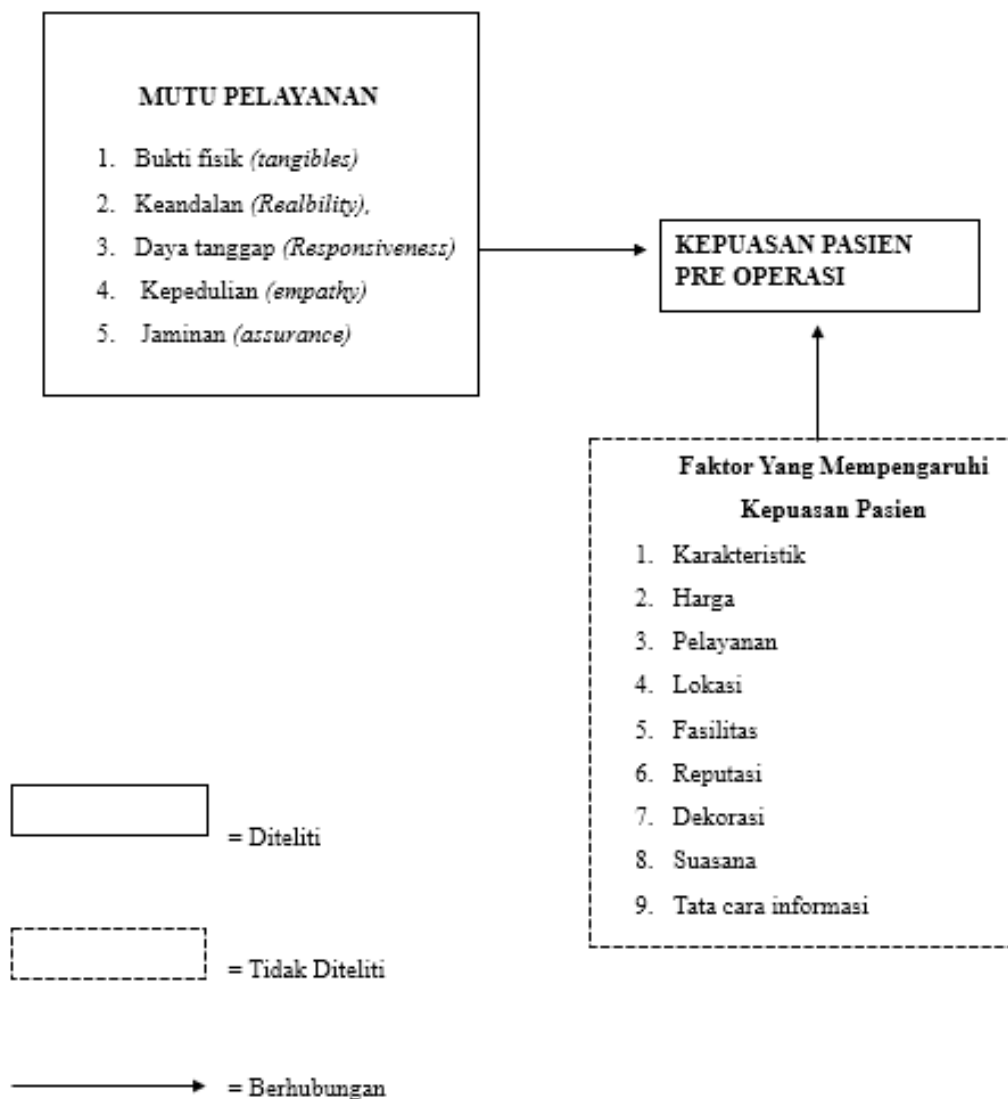 MUTU PELAYANAN
1. Bukti fisik (tangibles)
2. Keandalan (Realbility),
3. Daya tanggap (Responsiveness)
4. Kepedulian (empathy)
5. Jaminan (assurance)
KEPUASAN PASIEN
PRE OPERASI
Faktor Yang Mempengaruhi
Kepuasan Pasien
1. Karakteristik
2. Harga
3. Pelayanan
4. Lokasi
5. Fasilitas
6. Reputasi
7. Dekorasi
8. Suasana
9. Tata cara informasi
= Diteliti
= Tidak Diteliti
= Berhubungan